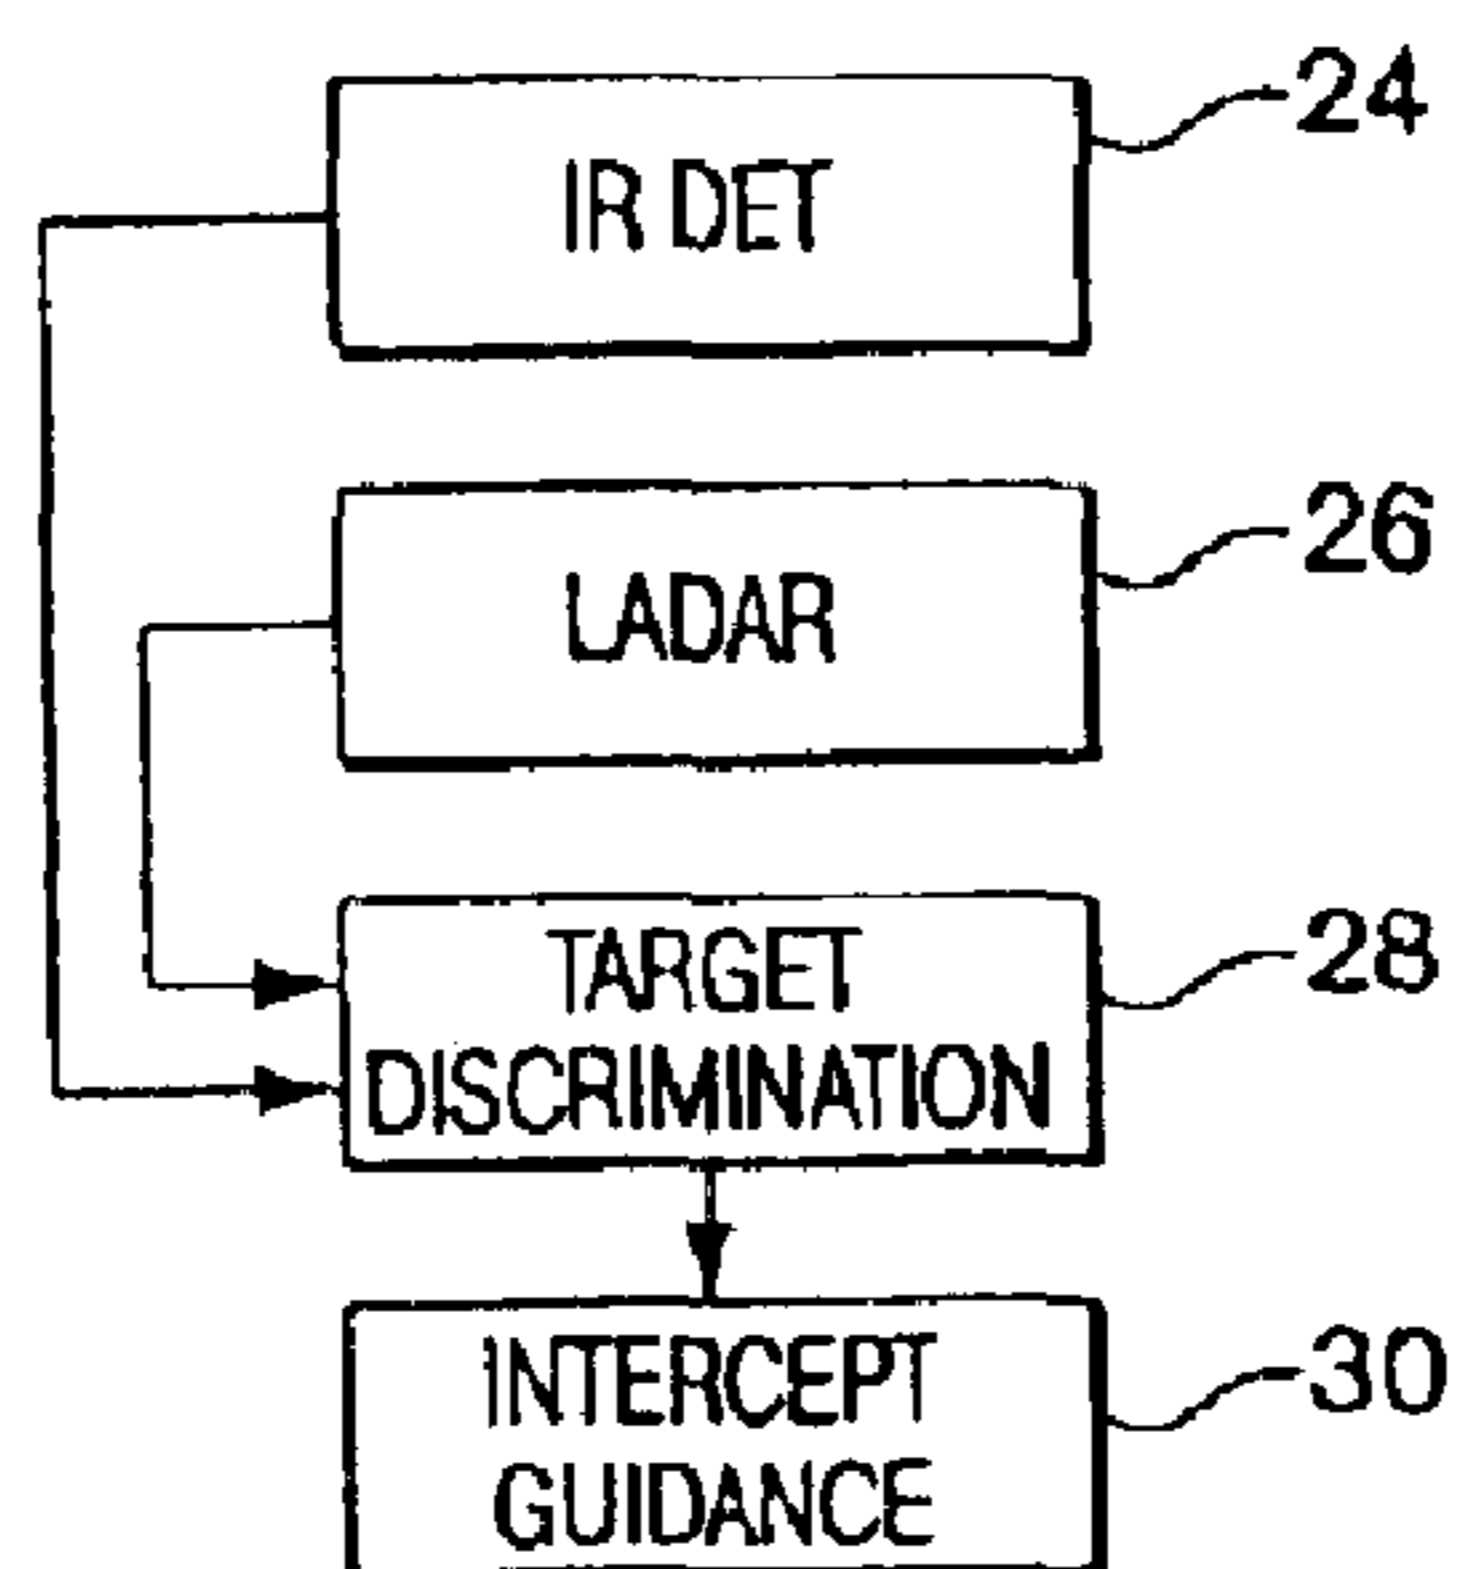 IR DET
24
LADAR
26
TARGET
DISCRIMINATION
28
INTERCEPT
GUIDANCE
30